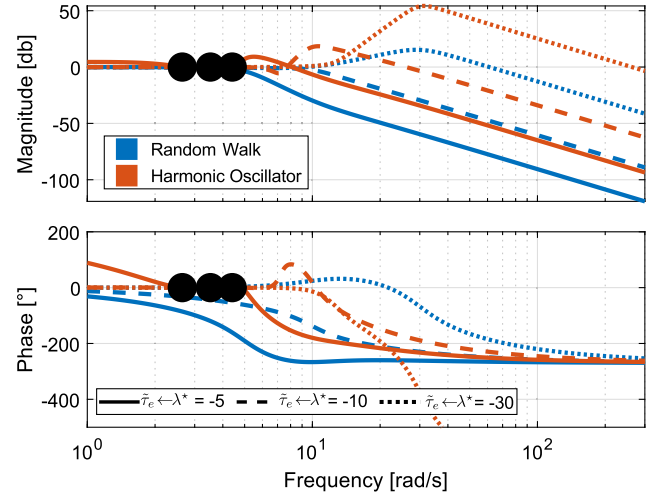 Magnitude [db]
50
0
-50
-100
Random Walk
Harmonic Oscillator
Phase [°]
200
0
-200
-400
τ̃ₑ←λ* = -5 τ̃ₑ←λ* = -10 τ̃ₑ←λ* = -30
10⁰ 10¹ 10²
Frequency [rad/s]